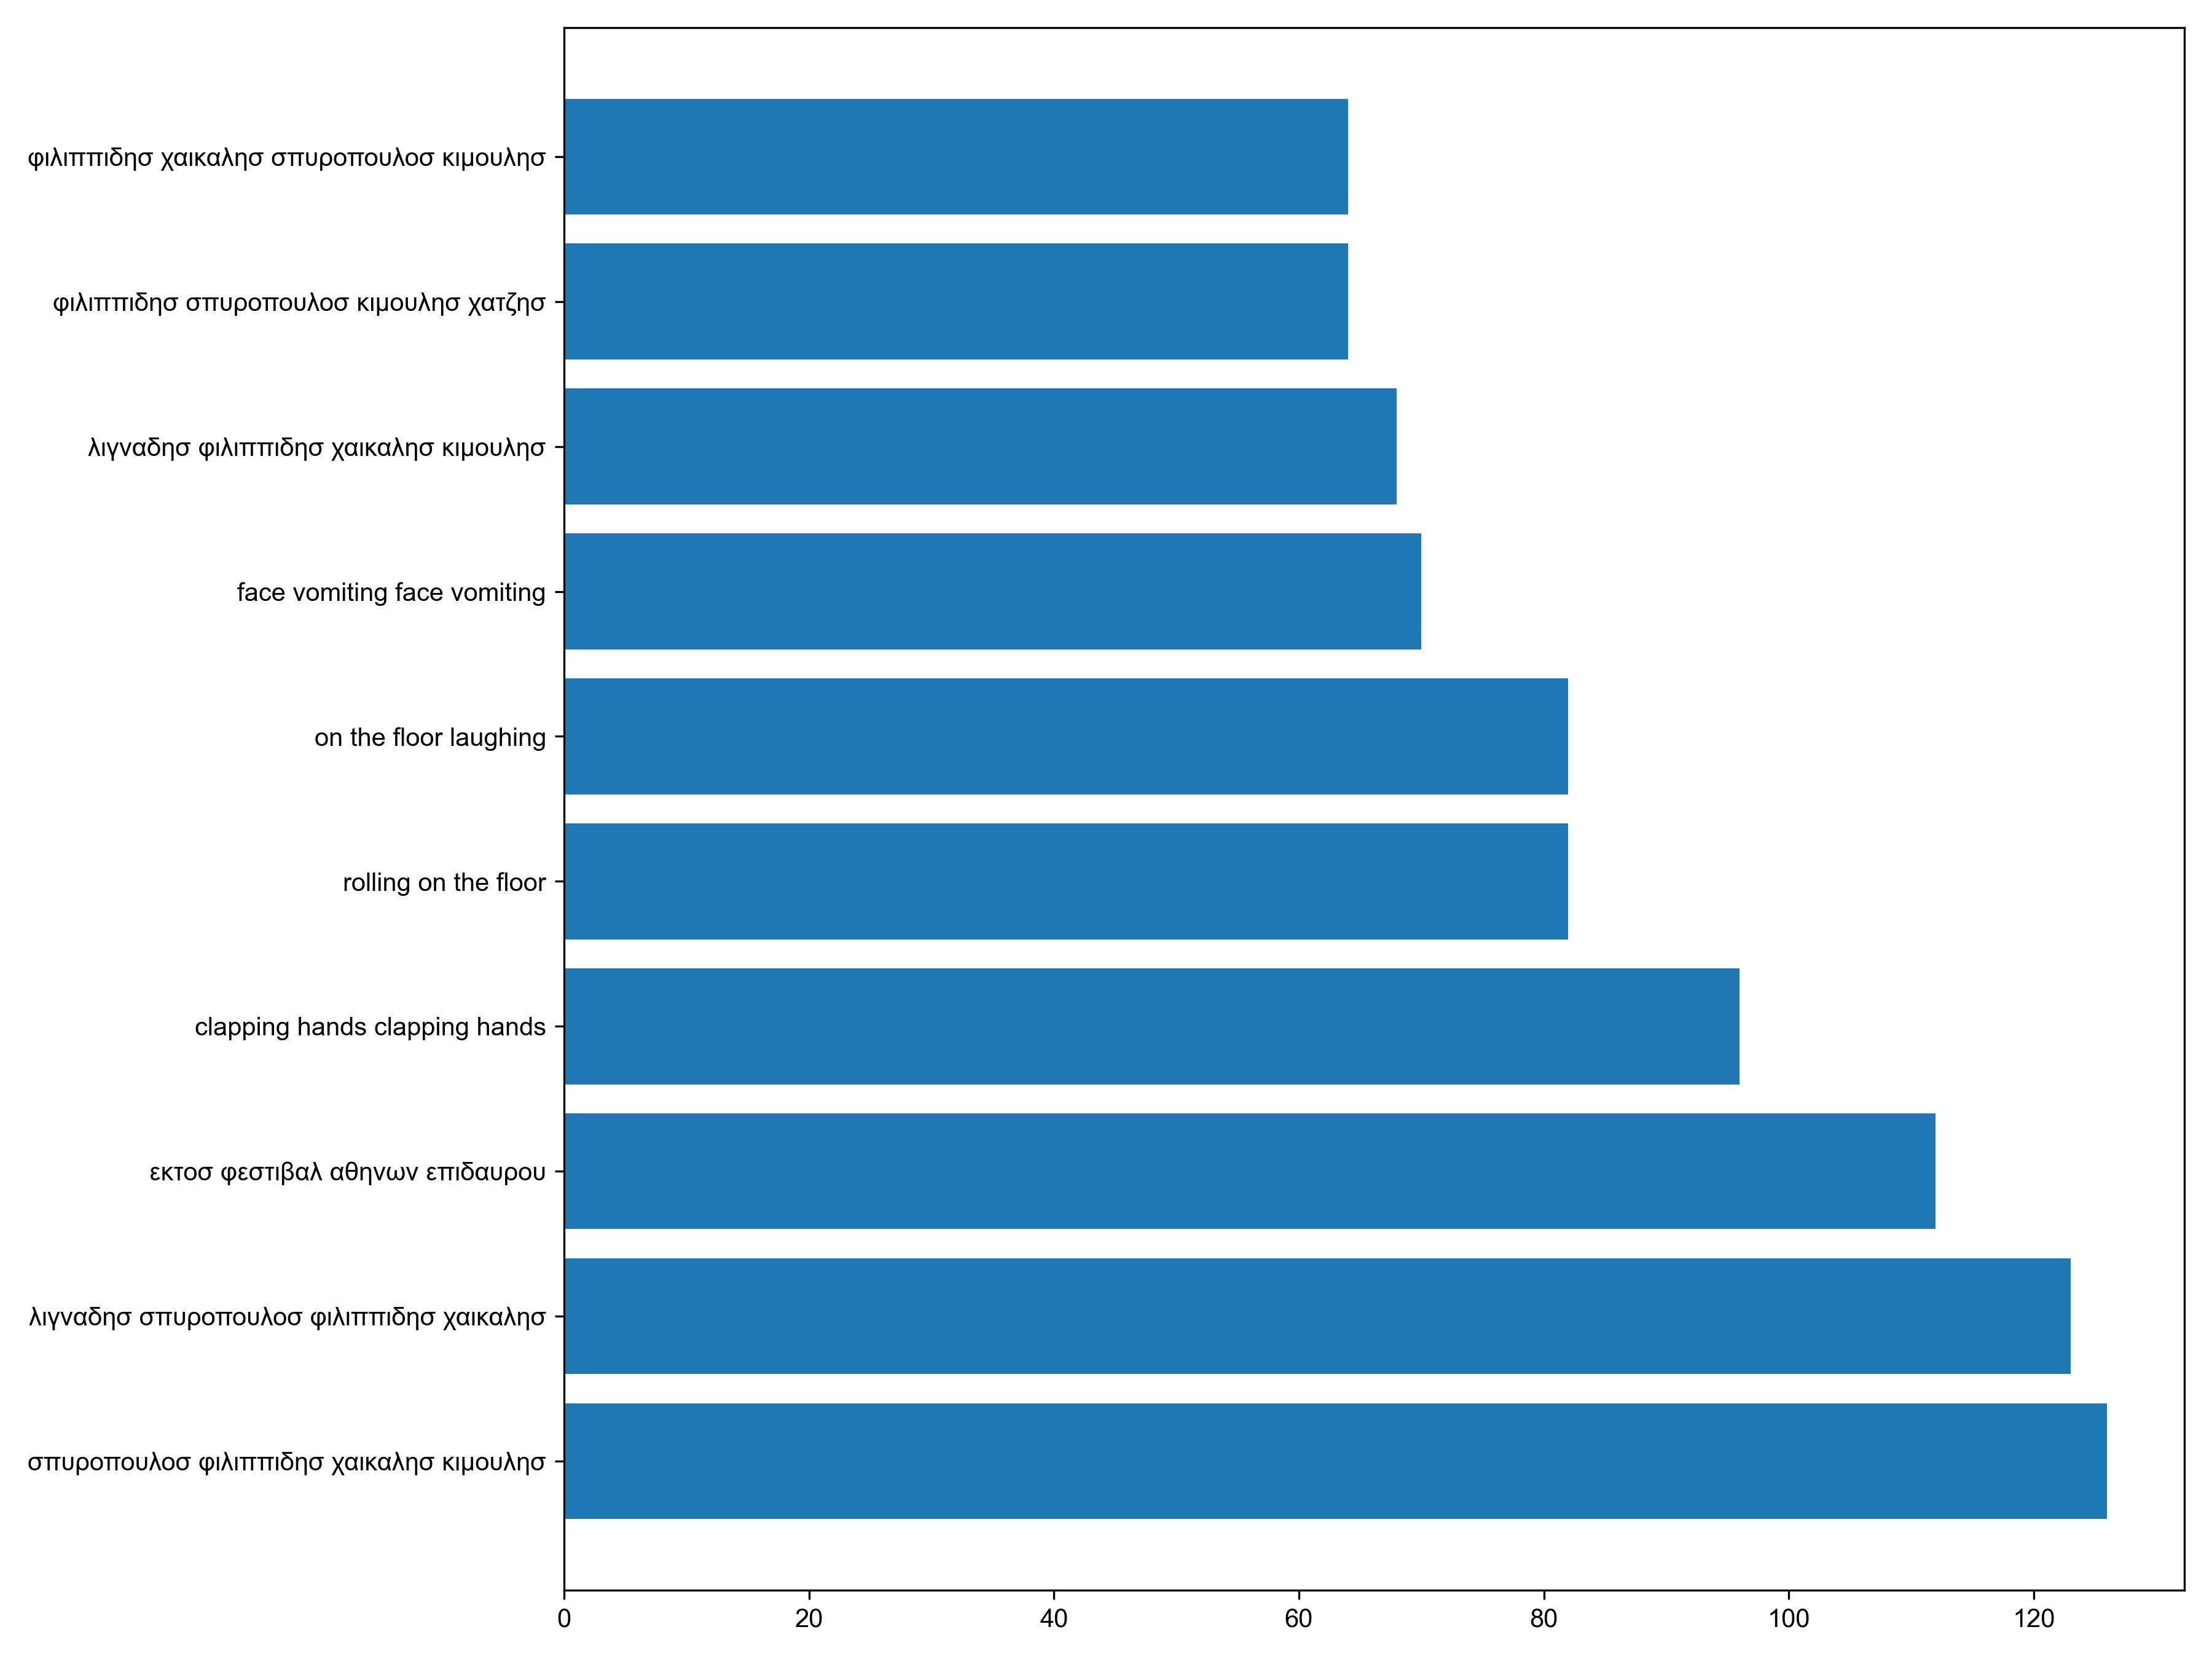 φιλιππιδησ χαικαλησ σπυροπουλοσ κιμουλησ
φιλιππιδησ σπυροπουλοσ κιμουλησ χατζησ
λιγναδησ φιλιππιδησ χαικαλησ κιμουλησ
face vomiting face vomiting
on the floor laughing
rolling on the floor
clapping hands clapping hands
εκτοσ φεστιβαλ αθηνων επιδαυρου
λιγναδησ σπυροπουλοσ φιλιππιδησ χαικαλησ
σπυροπουλοσ φιλιππιδησ χαικαλησ κιμουλησ
0 20 40 60 80 100 120